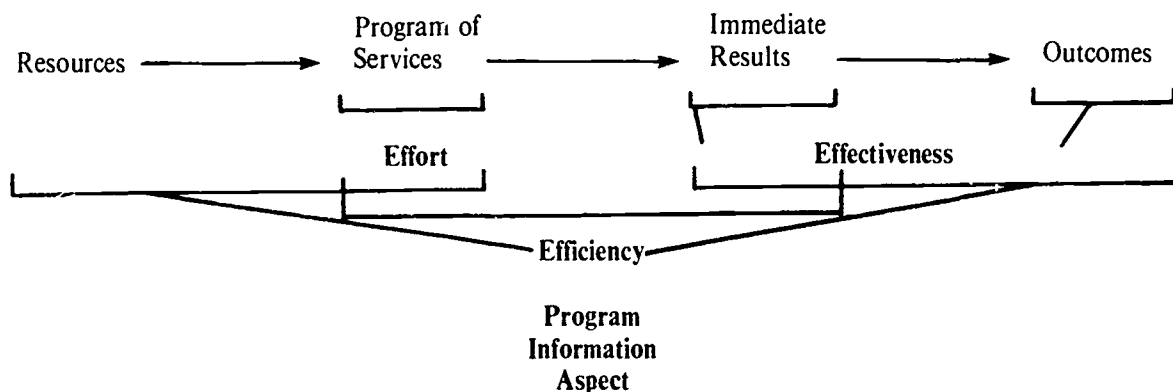 Resources
Program of
Services
Immediate
Results
Outcomes
Effort
Effectiveness
Efficiency
Program
Information
Aspect